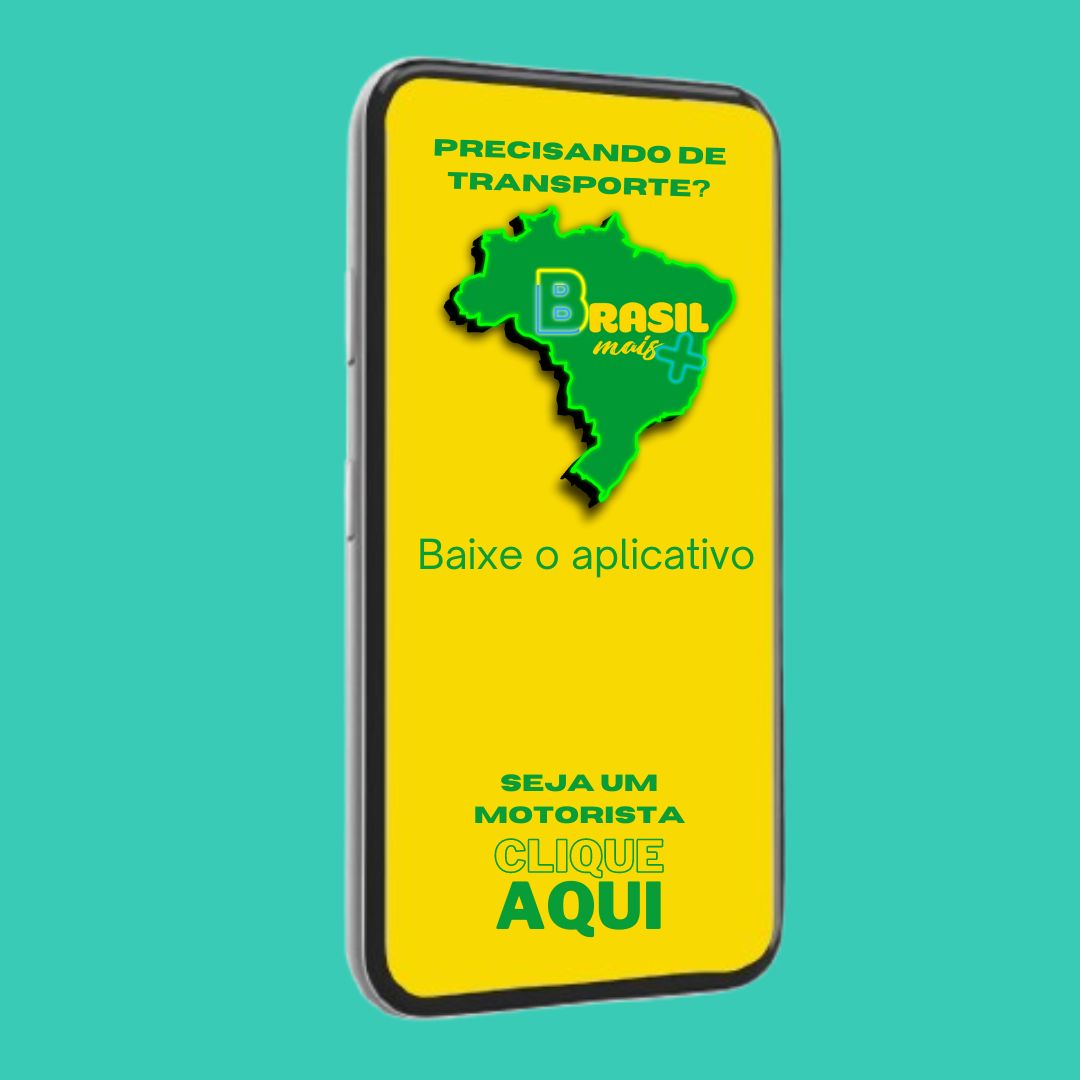 PRECISANDO DE
TRANSPORTE?
BRASIL
mais+
Baixe o aplicativo
SEJA UM
MOTORISTA
CLIQUE
AQUI